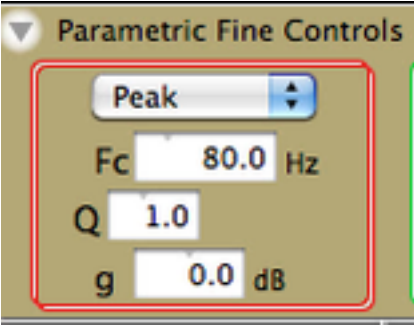 Parametric Fine Controls
Peak
Fc 80.0 Hz
Q 1.0
g 0.0 dB